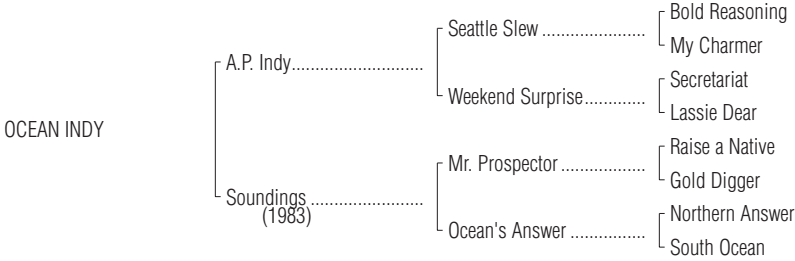 Bold Reasoning
Seattle Slew ......................
My Charmer
A.P. Indy............................
Secretariat
Weekend Surprise.............
Lassie Dear
OCEAN INDY
Raise a Native
Mr. Prospector ..................
Gold Digger
Soundings ........................
(1983)
Northern Answer
Ocean's Answer ................
South Ocean